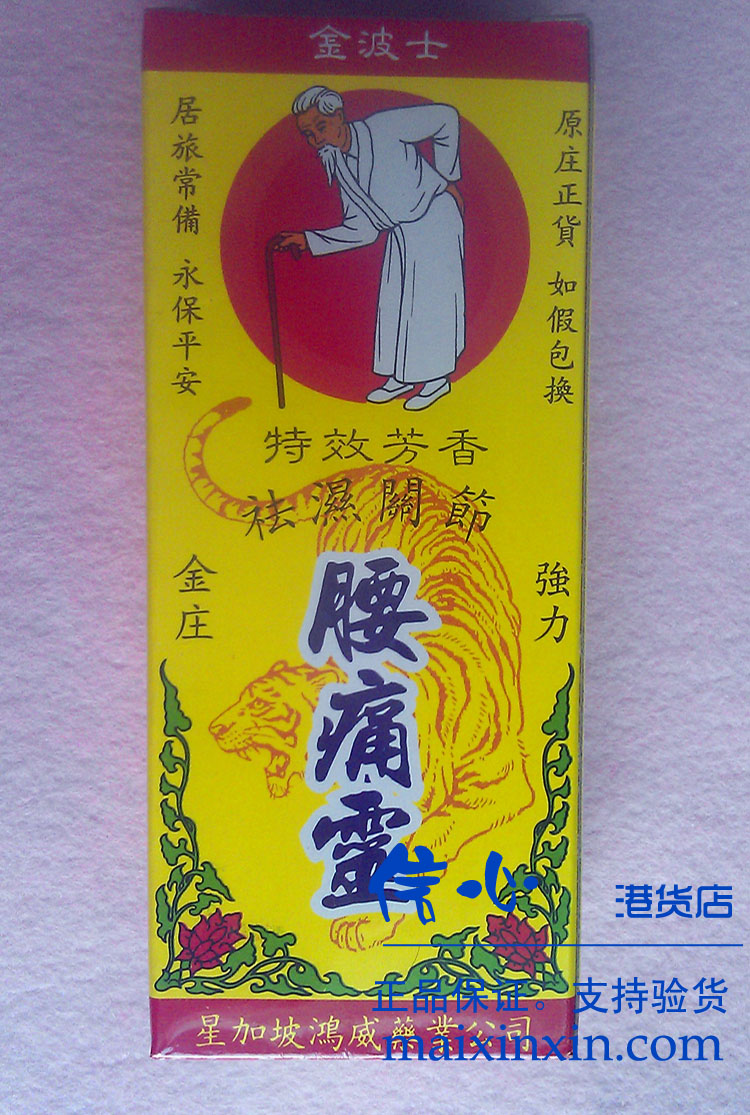 金波士
原庄正貨 如假包換
居旅常備 永保平安
特效芳香
祛濕關節
強力
金庄
腰痛靈
星加坡鴻威藥業公司
信心
港货店
正品保证。支持验货
maixinxin.com